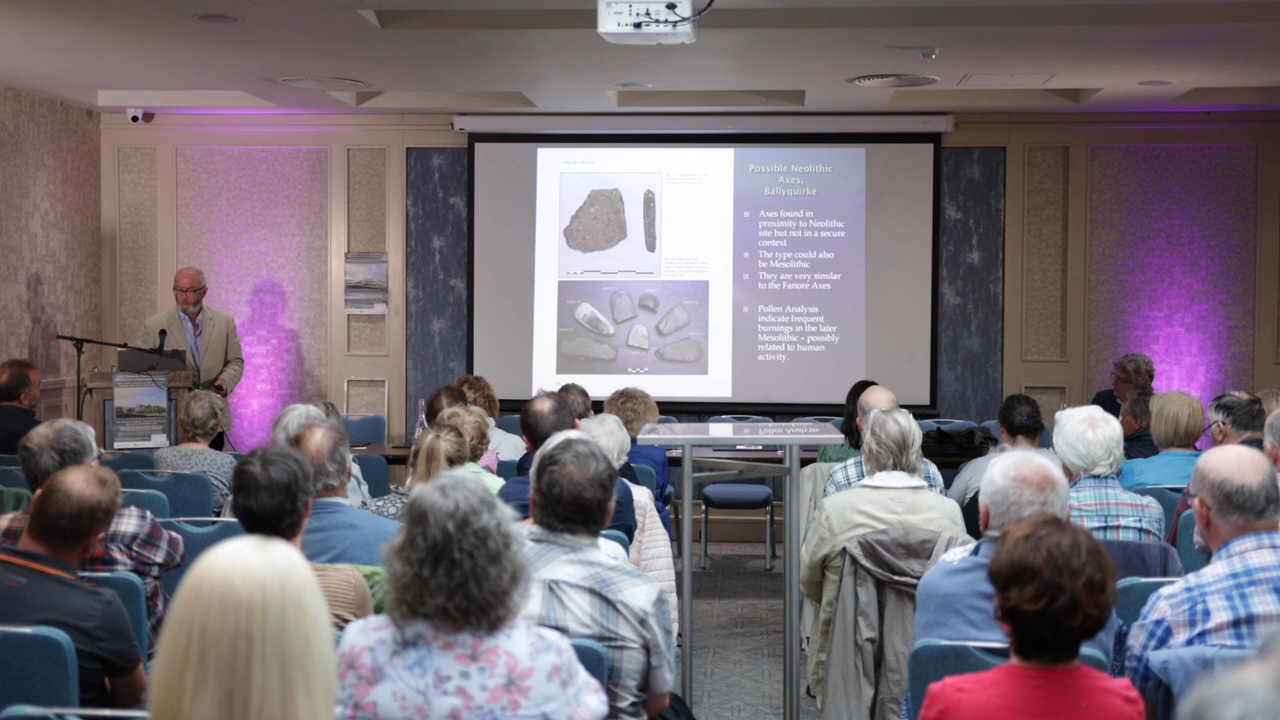 Possible Neolithic
Axes,
Ballyquirke
Axes found in
proximity to Neolithic
site but not in a secure
context
The type could also
be Mesolithic
They are very similar
to the Fanore Axes
Pollen Analysis
indicate frequent
burnings in the later
Mesolithic – possibly
related to human
activity.